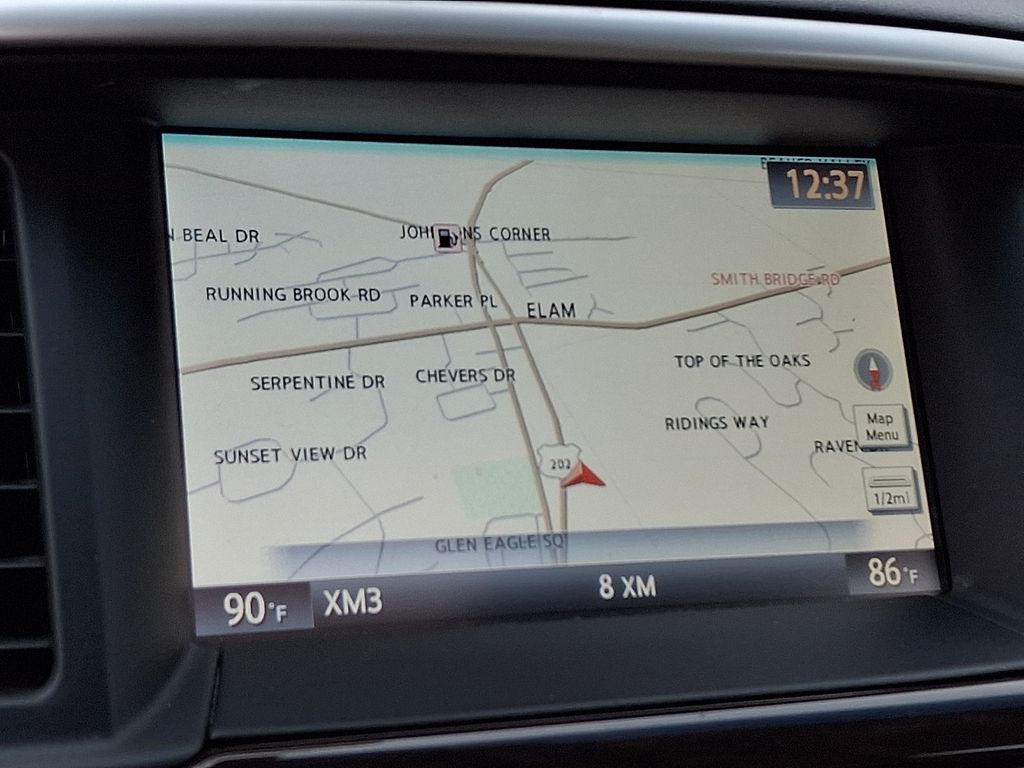 12:37
N BEAL DR
JOH NS CORNER
SMITH BRIDGE RD
RUNNING BROOK RD
PARKER PL
ELAM
TOP OF THE OAKS
SERPENTINE DR
CHEVERS DR
Map
Menu
RIDINGS WAY
RAVEN
SUNSET VIEW DR
202
1/2mi
GLEN EAGLE SQ
90°F
XM3
8 XM
86°F